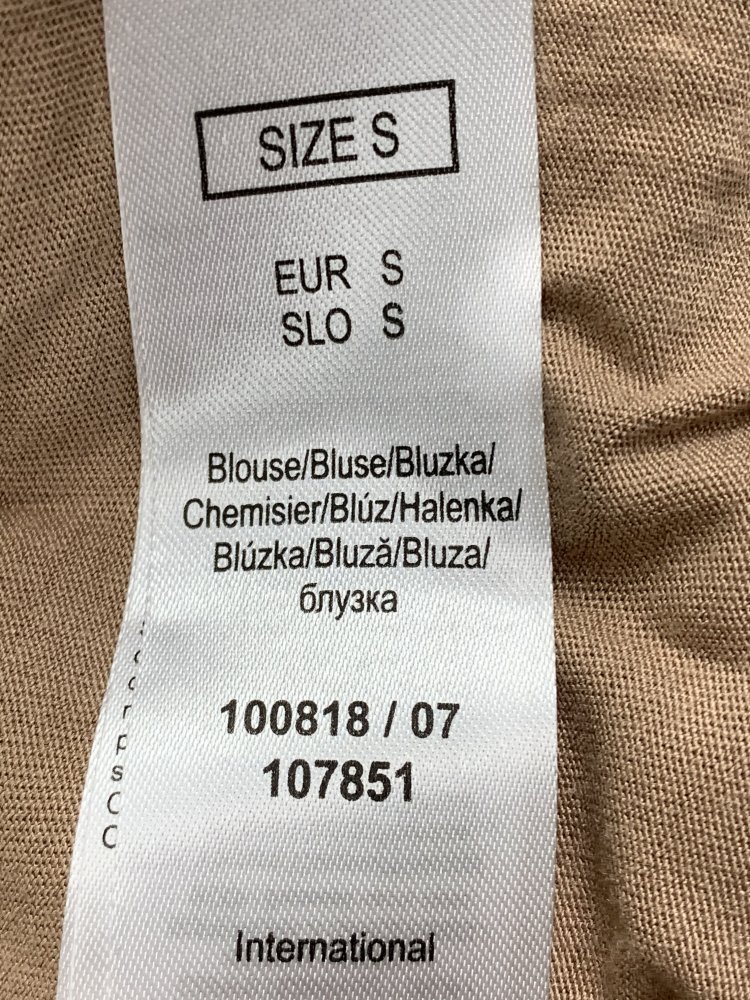 SIZE S
EUR S
SLO S
Blouse/Bluse/Bluzka/
Chemisier/Blúz/Halenka/
Blúzka/Bluză/Bluza/
блузка
100818 / 07
107851
International